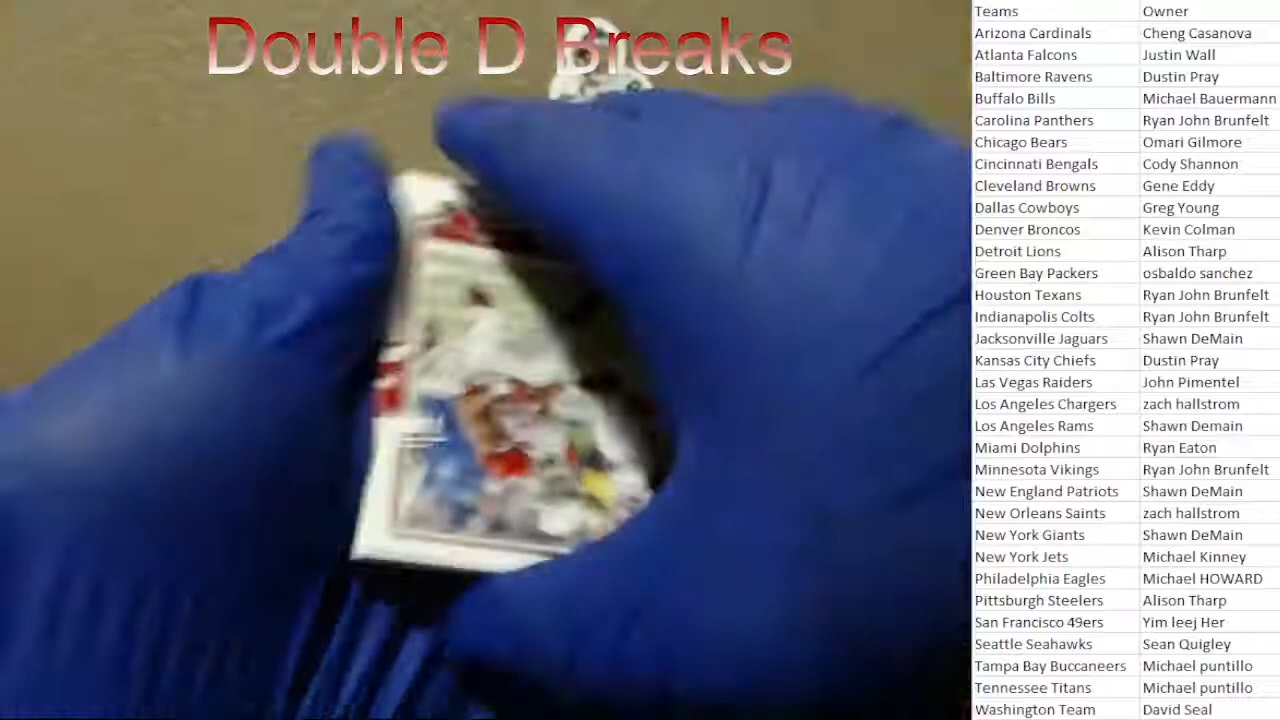 Double D Breaks
Teams Owner
Arizona Cardinals Cheng Casanova
Atlanta Falcons Justin Wall
Baltimore Ravens Dustin Pray
Buffalo Bills Michael Bauermann
Carolina Panthers Ryan John Brunfelt
Chicago Bears Omari Gilmore
Cincinnati Bengals Cody Shannon
Cleveland Browns Gene Eddy
Dallas Cowboys Greg Young
Denver Broncos Kevin Colman
Detroit Lions Alison Tharp
Green Bay Packers osbaldo sanchez
Houston Texans Ryan John Brunfelt
Indianapolis Colts Ryan John Brunfelt
Jacksonville Jaguars Shawn DeMain
Kansas City Chiefs Dustin Pray
Las Vegas Raiders John Pimentel
Los Angeles Chargers zach hallstrom
Los Angeles Rams Shawn Demain
Miami Dolphins Ryan Eaton
Minnesota Vikings Ryan John Brunfelt
New England Patriots Shawn DeMain
New Orleans Saints zach hallstrom
New York Giants Shawn DeMain
New York Jets Michael Kinney
Philadelphia Eagles Michael HOWARD
Pittsburgh Steelers Alison Tharp
San Francisco 49ers Yim leej Her
Seattle Seahawks Sean Quigley
Tampa Bay Buccaneers Michael puntillo
Tennessee Titans Michael puntillo
Washington Team David Seal